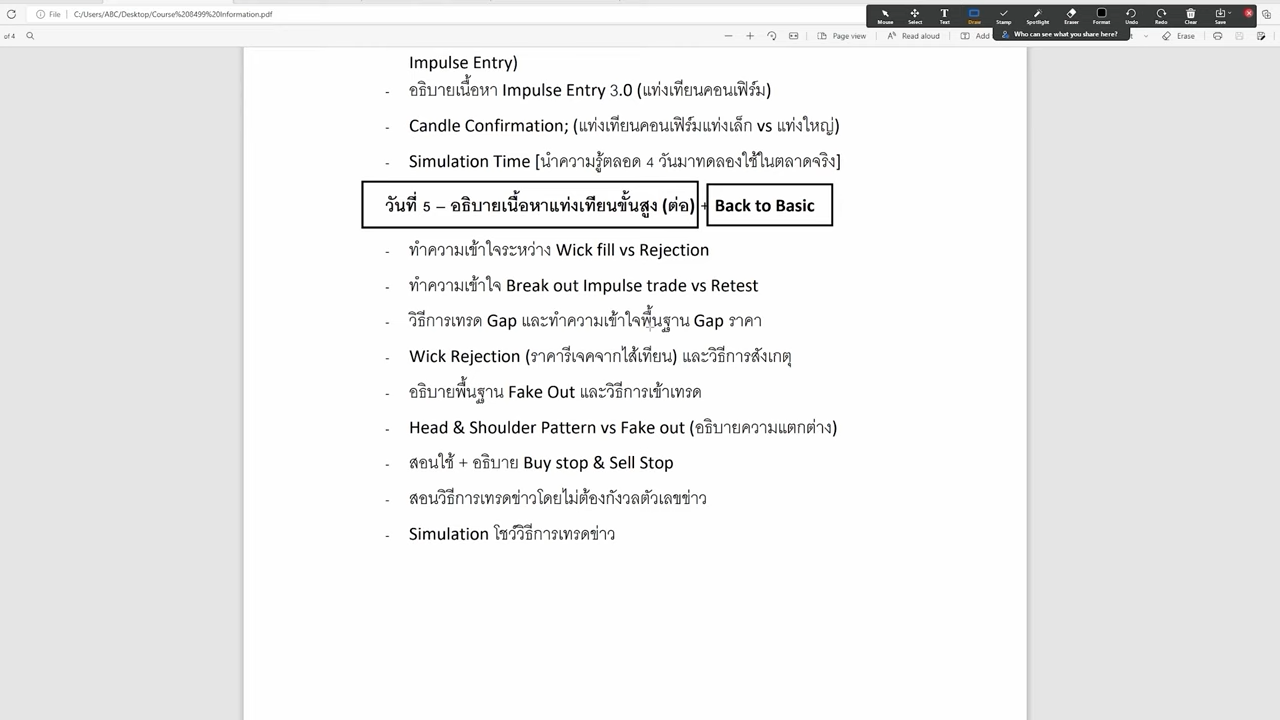 File C:/Users/ABC/Desktop/Course%208499%20Information.pdf
Mouse Select Text Draw Stamp Spotlight Eraser Format Undo Redo Clear Save
Who can see what you share here?
of 4 Page view Read aloud Add Erase
Impulse Entry)
- อธิบายเนื้อหา Impulse Entry 3.0 (แท่งเทียนคอนเฟิร์ม)
- Candle Confirmation; (แท่งเทียนคอนเฟิร์มแท่งเล็ก vs แท่งใหญ่)
- Simulation Time [นำความรู้ตลอด 4 วันมาทดลองใช้ในตลาดจริง]
วันที่ 5 – อธิบายเนื้อหาแท่งเทียนขั้นสูง (ต่อ) + Back to Basic
- ทำความเข้าใจระหว่าง Wick fill vs Rejection
- ทำความเข้าใจ Break out Impulse trade vs Retest
- วิธีการเทรด Gap และทำความเข้าใจพื้นฐาน Gap ราคา
- Wick Rejection (ราคารีเจคจากไส้เทียน) และวิธีการสังเกตุ
- อธิบายพื้นฐาน Fake Out และวิธีการเข้าเทรด
- Head & Shoulder Pattern vs Fake out (อธิบายความแตกต่าง)
- สอนใช้ + อธิบาย Buy stop & Sell Stop
- สอนวิธีการเทรดข่าวโดยไม่ต้องกังวลตัวเลขข่าว
- Simulation โชว์วิธีการเทรดข่าว